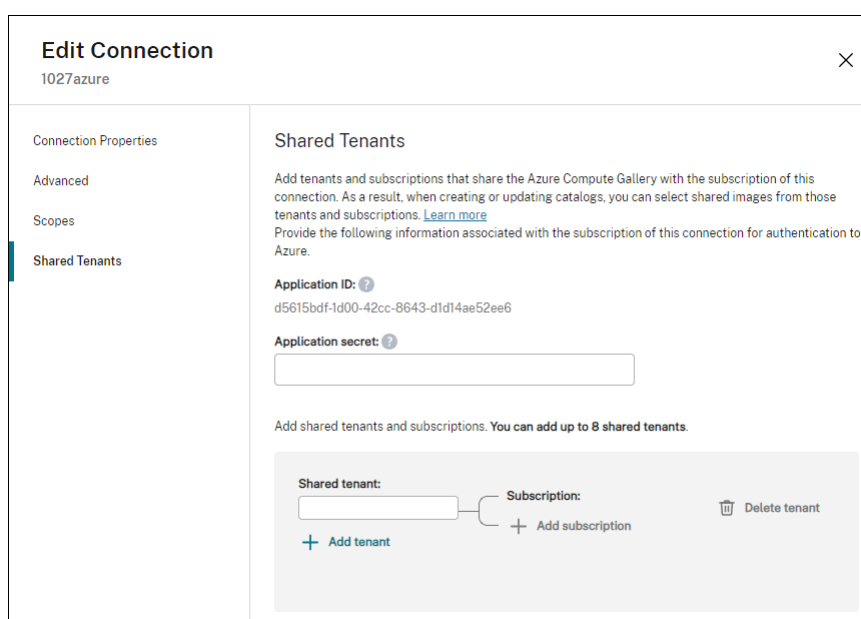 Edit Connection
1027azure
Connection Properties
Advanced
Scopes
Shared Tenants
Shared Tenants
Add tenants and subscriptions that share the Azure Compute Gallery with the subscription of this
connection. As a result, when creating or updating catalogs, you can select shared images from those
tenants and subscriptions. Learn more
Provide the following information associated with the subscription of this connection for authentication to
Azure.
Application ID: ?
d5615bdf-1d00-42cc-8643-d1d14ae52ee6
Application secret: ?
Add shared tenants and subscriptions. You can add up to 8 shared tenants.
Shared tenant:
Subscription:
Delete tenant
Add subscription
Add tenant